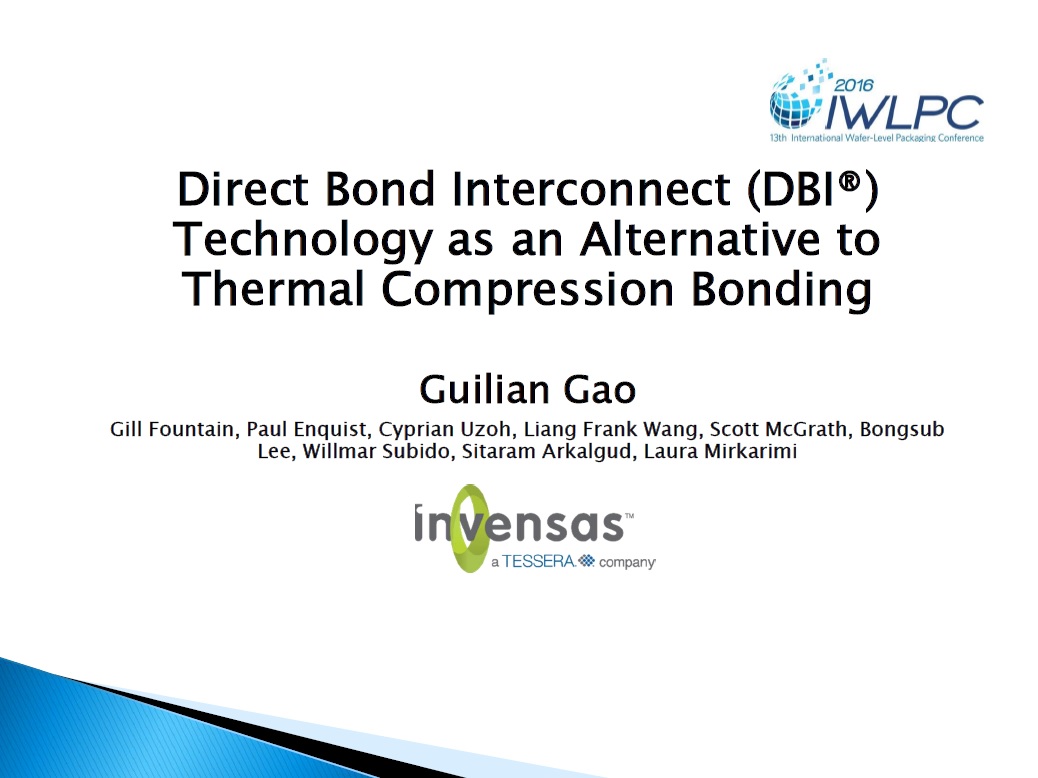 2016
IWLPC
13th International Wafer-Level Packaging Conference
Direct Bond Interconnect (DBI®)
Technology as an Alternative to
Thermal Compression Bonding
Guilian Gao
Gill Fountain, Paul Enquist, Cyprian Uzoh, Liang Frank Wang, Scott McGrath, Bongsub
Lee, Willmar Subido, Sitaram Arkalgud, Laura Mirkarimi
invensas™
a TESSERA. company